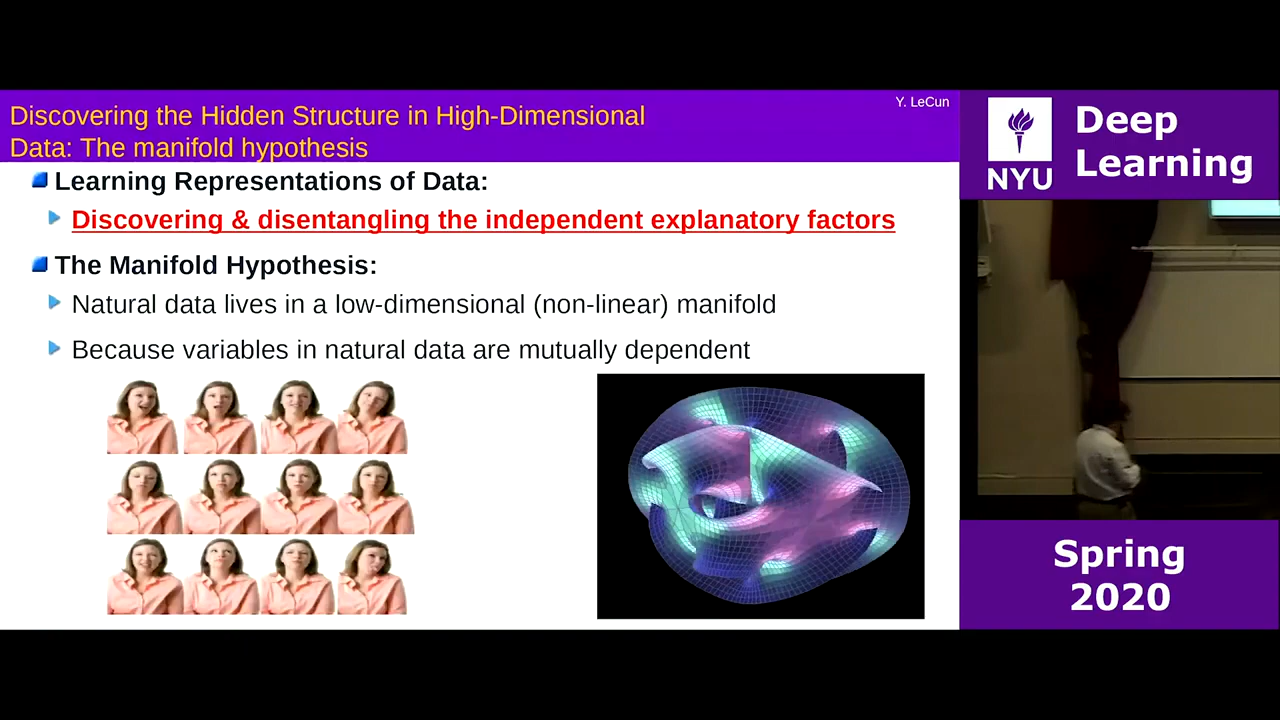 Y. LeCun
Discovering the Hidden Structure in High-Dimensional
Data: The manifold hypothesis
Learning Representations of Data:
Discovering & disentangling the independent explanatory factors
The Manifold Hypothesis:
Natural data lives in a low-dimensional (non-linear) manifold
Because variables in natural data are mutually dependent
NYU
Deep
Learning
Spring
2020